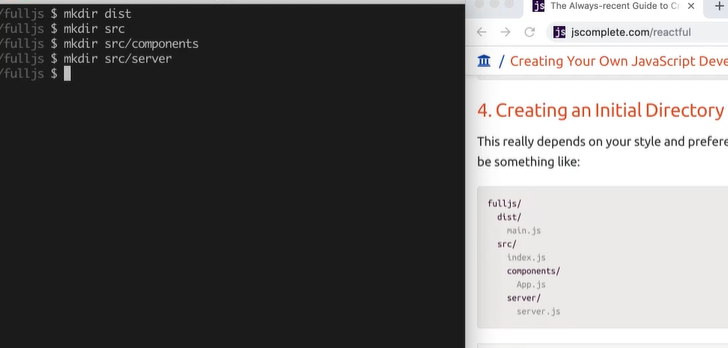 /fulljs $ mkdir dist
/fulljs $ mkdir src
/fulljs $ mkdir src/components
/fulljs $ mkdir src/server
/fulljs $
js The Always-recent Guide to C
js jscomplete.com/reactful
/ Creating Your Own JavaScript Deve
4. Creating an Initial Directory
This really depends on your style and prefere
be something like:
fulljs/
dist/
main.js
src/
index.js
components/
App.js
server/
server.js